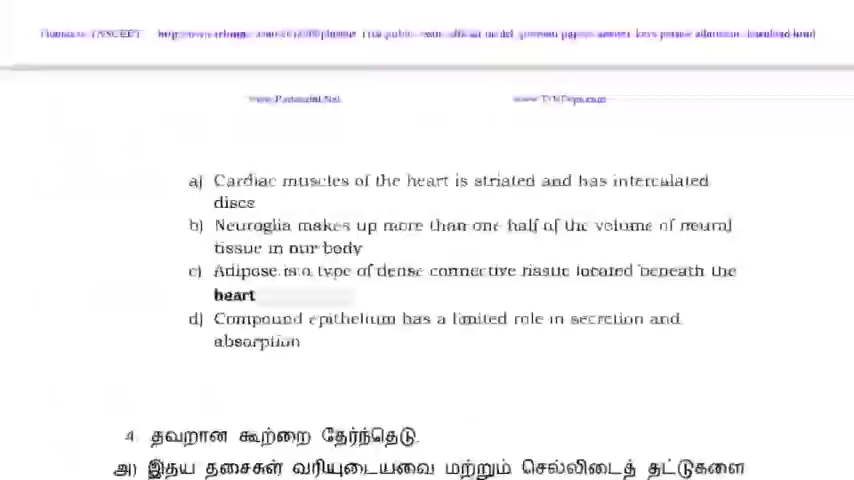 www.Padasalai.Net www.TrbTnpsc.com
a) Cardiac muscles of the heart is striated and has intercalated
discs
b) Neuroglia makes up more than one half of the volume of neural
tissue in our body
c) Adipose is a type of dense connective tissue located beneath the
heart
d) Compound epithelium has a limited role in secretion and
absorption
4. தவறான கூற்றை தேர்ந்தெடு.
அ) இதய தசைகள் வரியுடையவை மற்றும் செல்லிடைத் தட்டுகளை